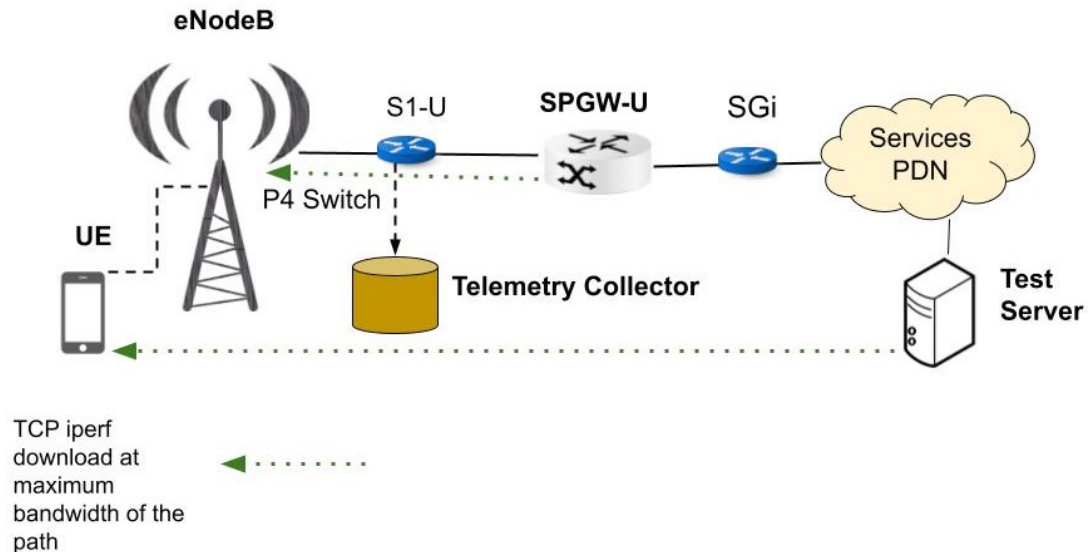 eNodeB
S1-U
SPGW-U
SGi
Services
PDN
P4 Switch
UE
Telemetry Collector
Test
Server
TCP iperf
download at
maximum
bandwidth of the
path